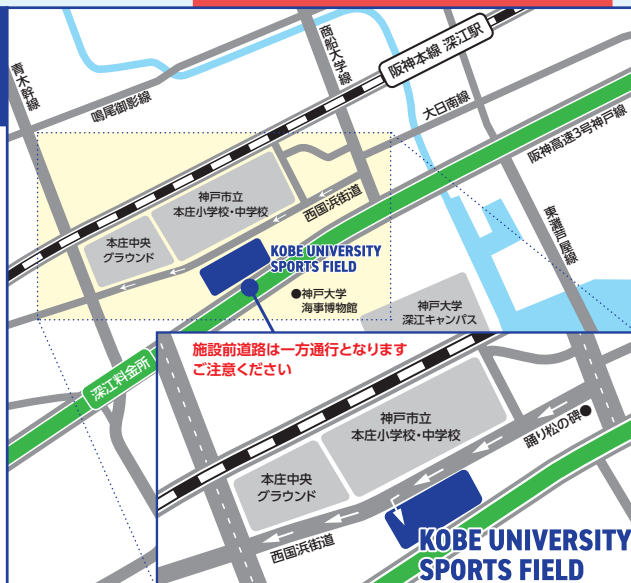 青木幹線
鳴尾御影線
商船大学線
阪神本線 深江駅
大日南線
阪神高速3号神戸線
東灘芦屋線
神戸市立
本庄小学校・中学校
西国浜街道
本庄中央
グラウンド
KOBE UNIVERSITY
SPORTS FIELD
●神戸大学
海事博物館
神戸大学
深江キャンパス
深江料金所
施設前道路は一方通行となります
ご注意ください
神戸市立
本庄小学校・中学校
踊り松の碑●
本庄中央
グラウンド
西国浜街道
KOBE UNIVERSITY
SPORTS FIELD